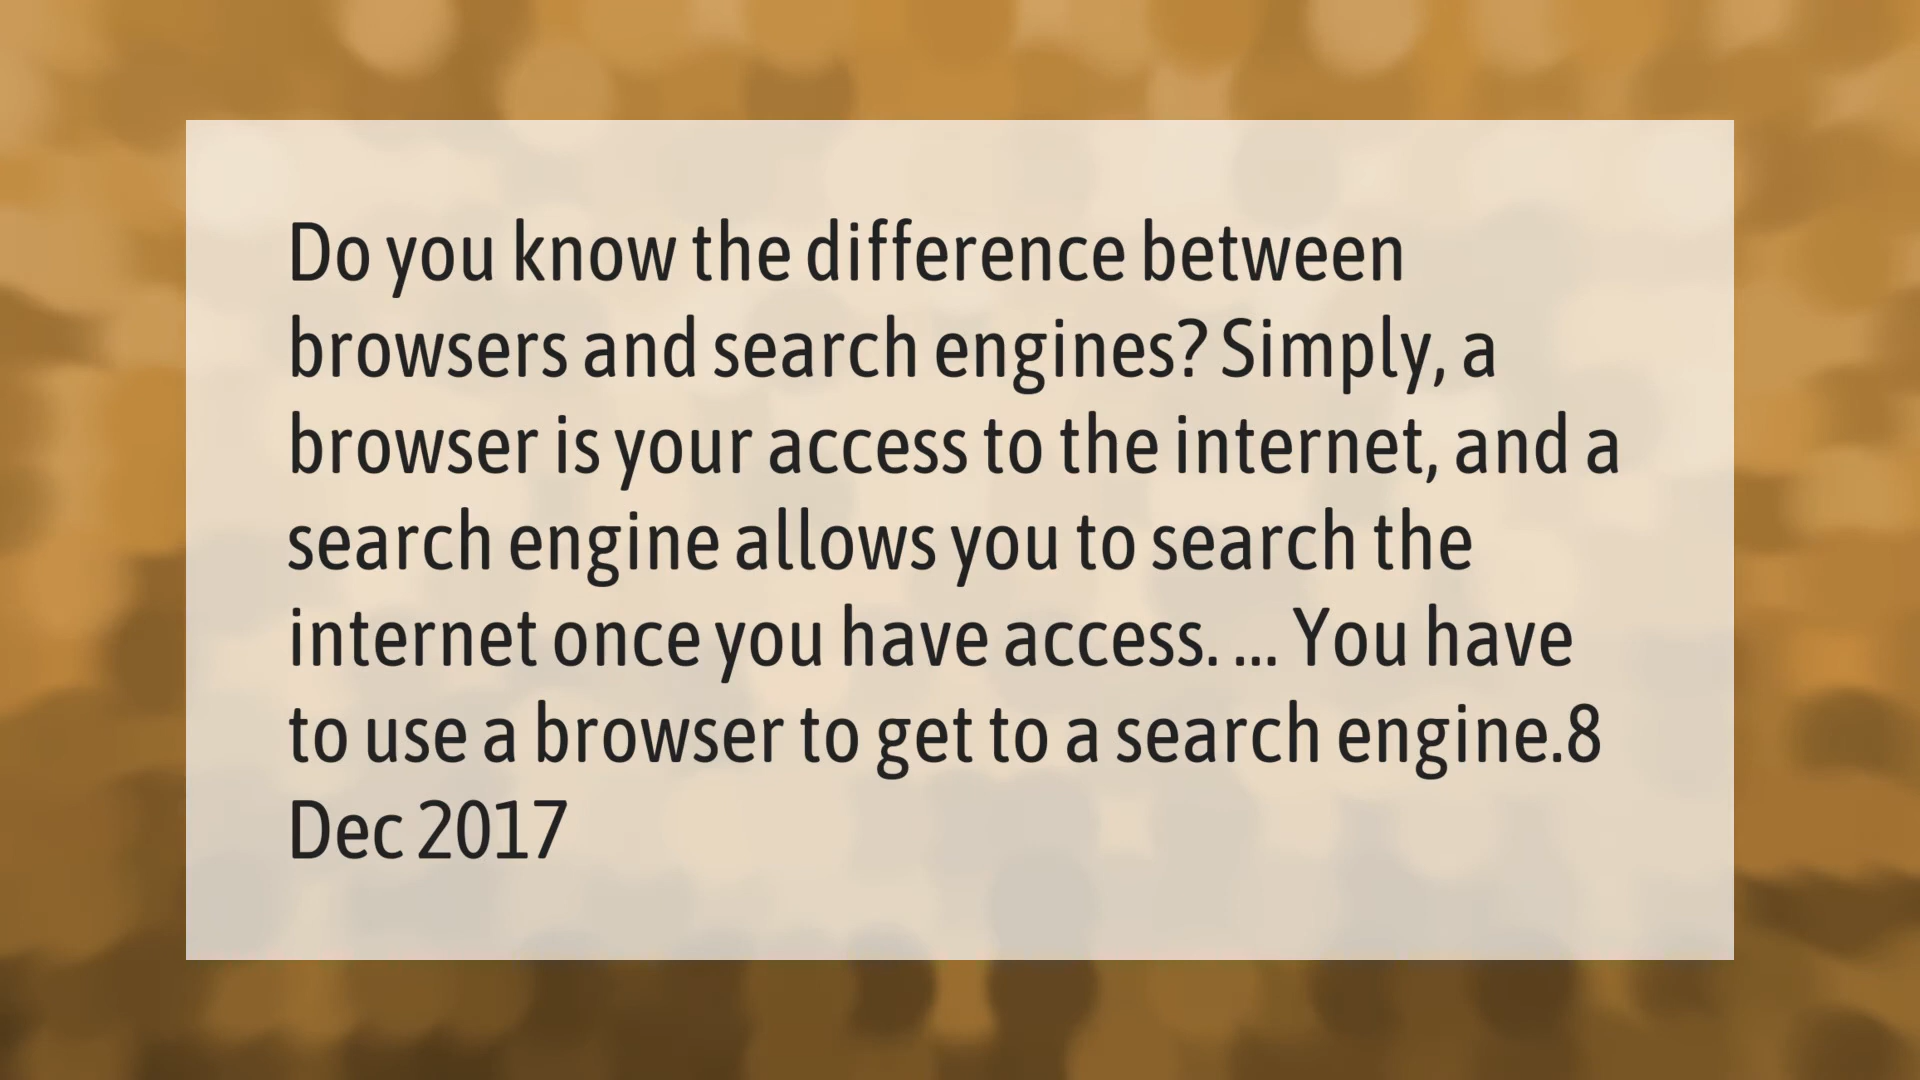 Do you know the difference between
browsers and search engines? Simply, a
browser is your access to the internet, and a
search engine allows you to search the
internet once you have access. ... You have
to use a browser to get to a search engine.8
Dec 2017